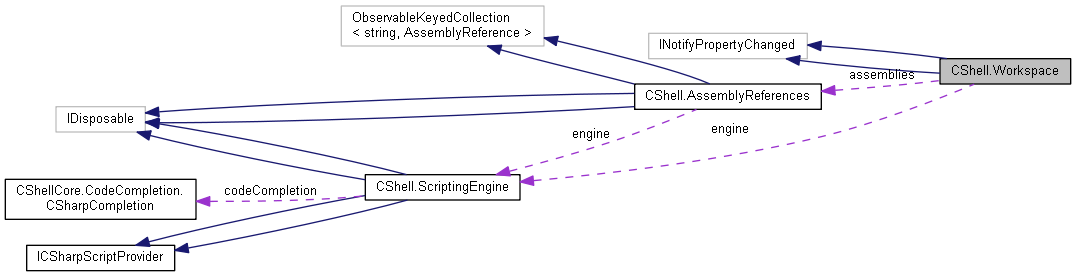 ObservableKeyedCollection
< string, AssemblyReference >
INotifyPropertyChanged
CShell.Workspace
assemblies
CShell.AssemblyReferences
IDisposable
engine
engine
CShell.ScriptingEngine
codeCompletion
CShellCore.CodeCompletion.
CSharpCompletion
ICSharpScriptProvider